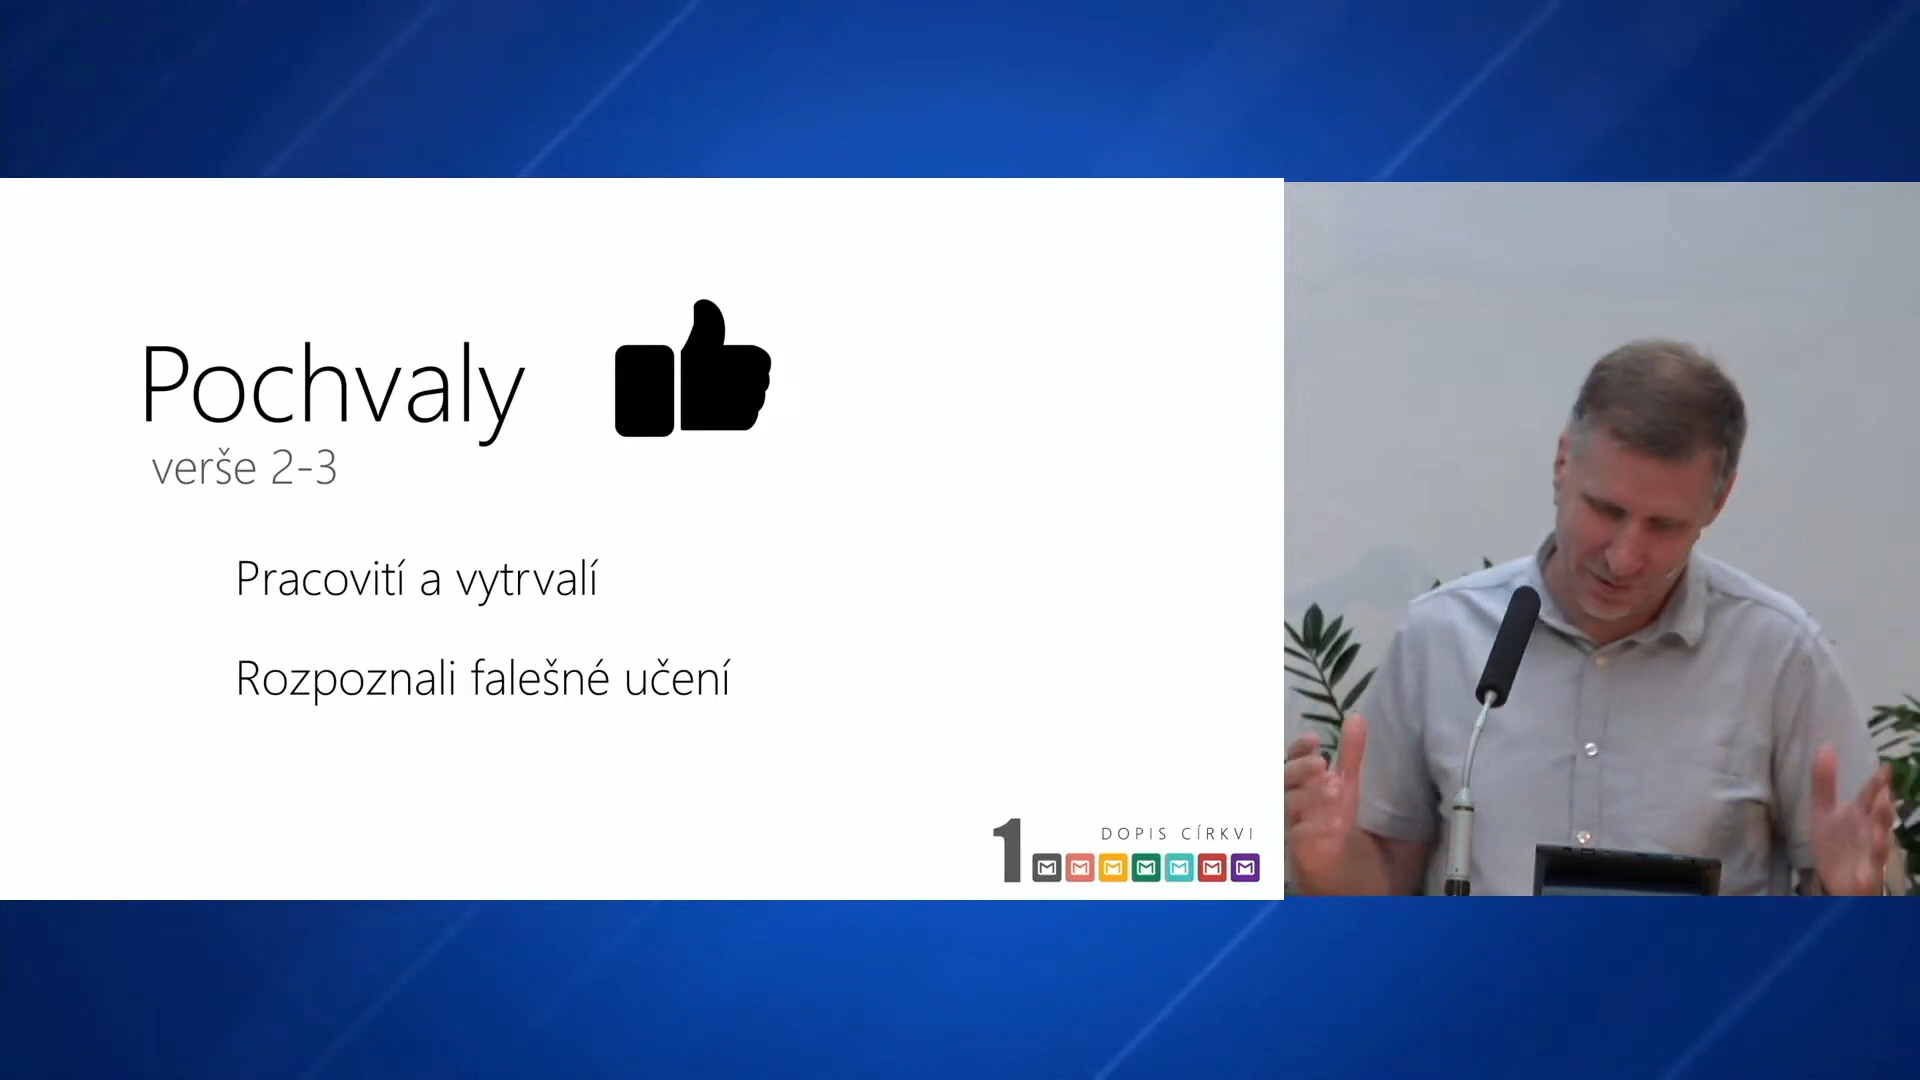 Pochvaly
verše 2-3
Pracovití a vytrvalí
Rozpoznali falešné učení
1
DOPIS CÍRKVI